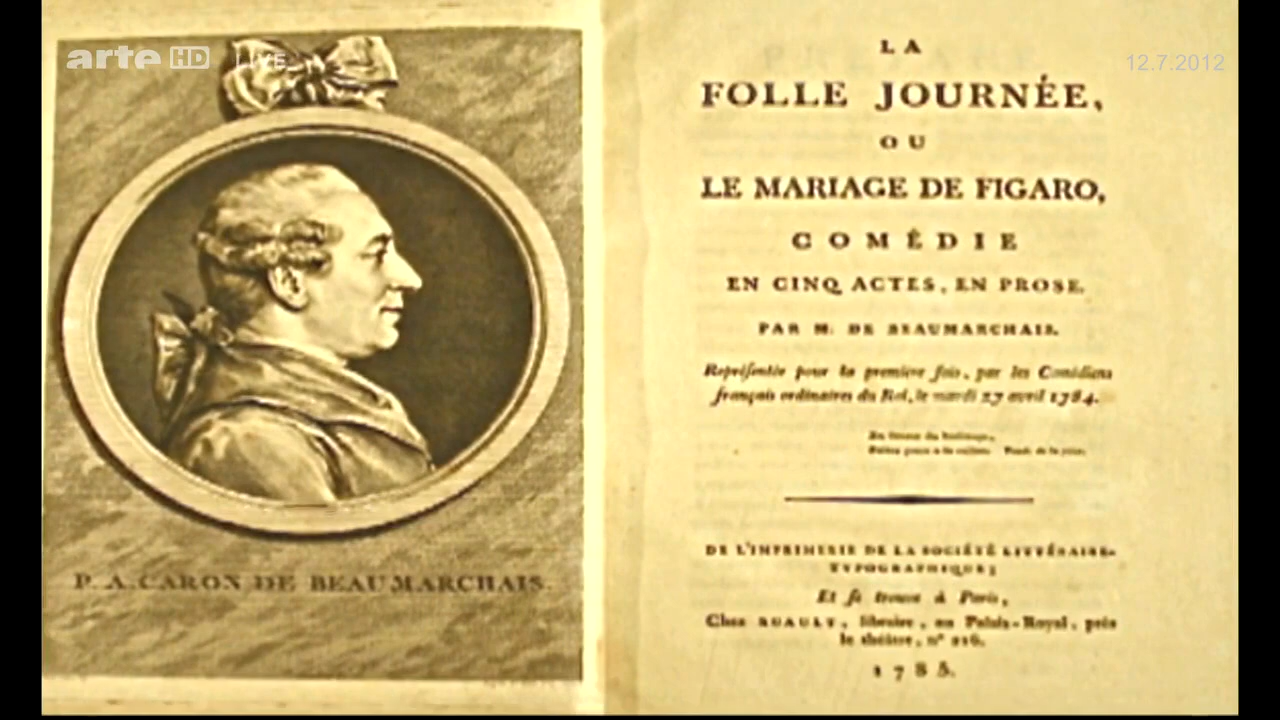 arte HD LIVE
12.7.2012
P. A. CARON DE BEAUMARCHAIS.
LA
FOLLE JOURNÉE,
OU
LE MARIAGE DE FIGARO,
COMÉDIE
EN CINQ ACTES, EN PROSE.
PAR M. DE BEAUMARCHAIS.
Repréſentée pour la première fois, par les Comédiens
français ordinaires du Roi, le mardi 27 avril 1784.
DE L'IMPRIMERIE DE LA SOCIÉTÉ LITTÉRAIRE-
TYPOGRAPHIQUE;
Et ſe trouve à Paris,
Chez RUAULT, libraire, au Palais-Royal, près
le théâtre, n° 216.
1785.